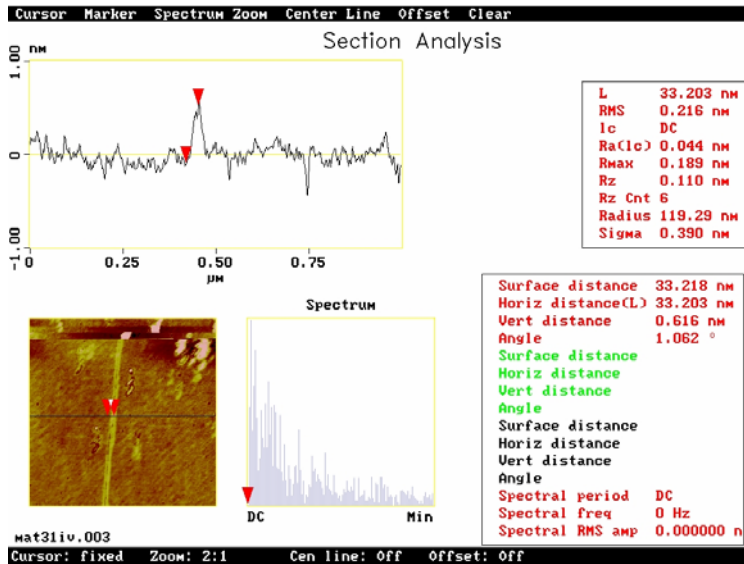 Cursor Marker Spectrum Zoom Center Line Offset Clear
Section Analysis
nm
1.00
0
-1.00
0 0.25 0.50 0.75
µm
L 33.203 nm
RMS 0.216 nm
lc DC
Ra(lc) 0.044 nm
Rmax 0.189 nm
Rz 0.110 nm
Rz Cnt 6
Radius 119.29 nm
Sigma 0.390 nm
Spectrum
DC Min
Surface distance 33.218 nm
Horiz distance(L) 33.203 nm
Vert distance 0.616 nm
Angle 1.062 °
Surface distance
Horiz distance
Vert distance
Angle
Surface distance
Horiz distance
Vert distance
Angle
Spectral period DC
Spectral freq 0 Hz
Spectral RMS amp 0.000000 n
mat31iv.003
Cursor: fixed Zoom: 2:1 Cen line: Off Offset: Off